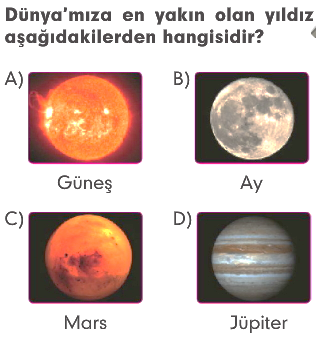 Dünya'mıza en yakın olan yıldız
aşağıdakilerden hangisidir?
A)
B)
Güneş
Ay
C)
D)
Mars
Jüpiter